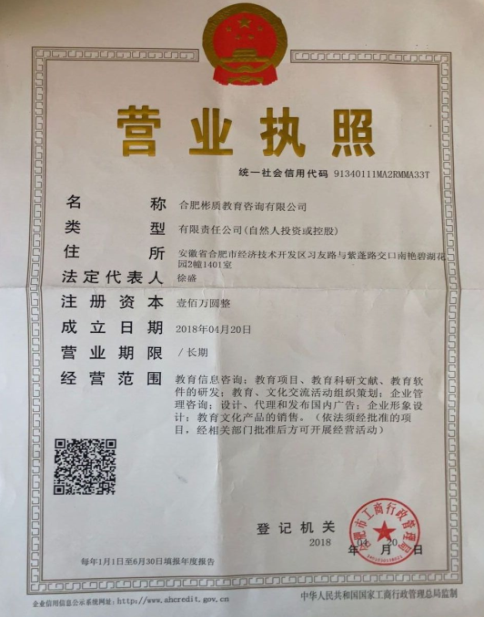 营业执照
统一社会信用代码 91340111MA2RMMA33T
名称 合肥彬质教育咨询有限公司
类型 有限责任公司(自然人投资或控股)
住所 安徽省合肥市经济技术开发区习友路与紫蓬路交口南艳碧湖花
园2幢1401室
法定代表人 徐盛
注册资本 壹佰万圆整
成立日期 2018年04月20日
营业期限 /长期
经营范围 教育信息咨询；教育项目、教育科研文献、教育软
件的研发；教育、文化交流活动组织策划；企业管
理咨询；设计、代理和发布国内广告；企业形象设
计；教育文化产品的销售。（依法须经批准的项
目，经相关部门批准后方可开展经营活动）
登记机关
合肥市工商行政管理局
2018年 月20日
每年1月1日至6月30日填报年度报告
企业信用信息公示系统网址：http://www.ahcredit.gov.cn
中华人民共和国国家工商行政管理总局监制